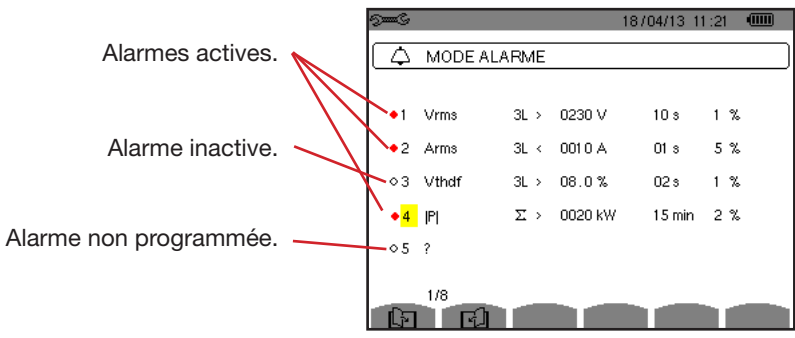 18/04/13 11:21
MODE ALARME
Alarmes actives.
1 Vrms 3L > 0230 V 10 s 1 %
2 Arms 3L < 0010 A 01 s 5 %
Alarme inactive.
3 Vthdf 3L > 08.0 % 02 s 1 %
4 |P| Σ > 0020 kW 15 min 2 %
Alarme non programmée.
5 ?
1/8